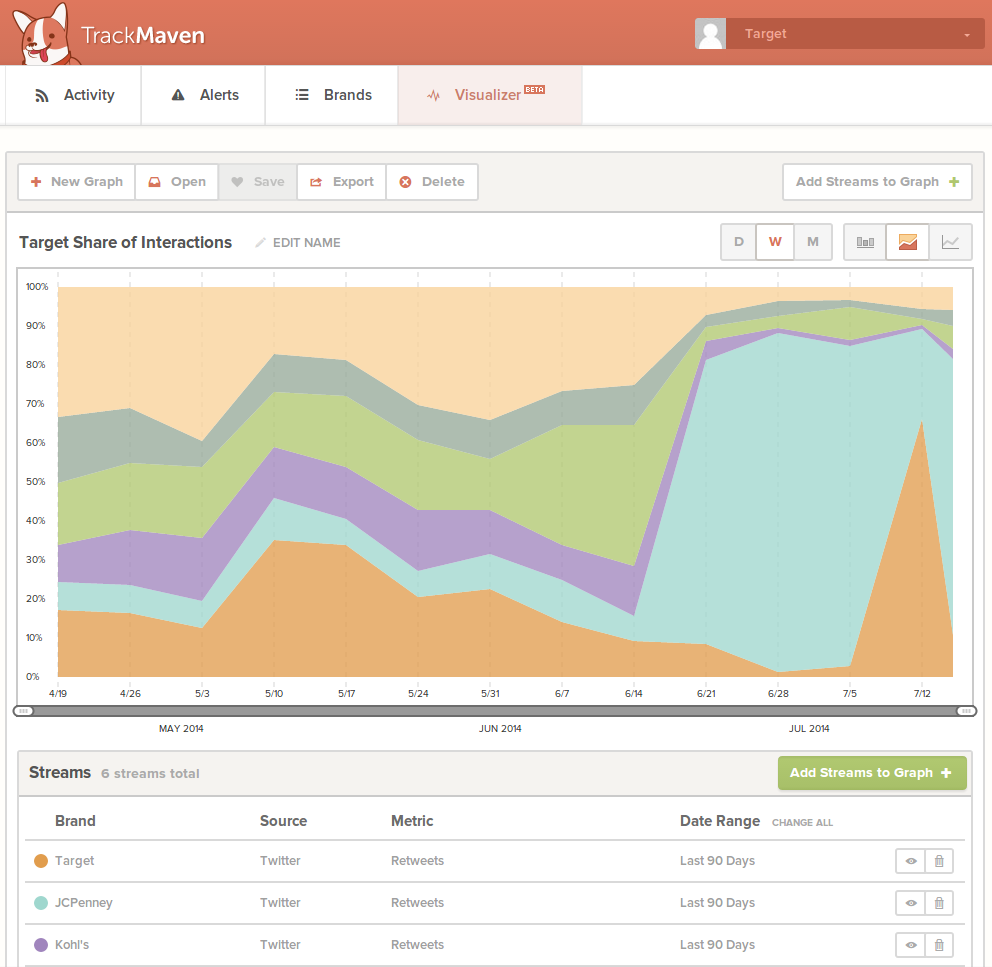 TrackMaven
Target
Activity
Alerts
Brands
Visualizer BETA
New Graph
Open
Save
Export
Delete
Add Streams to Graph
Target Share of Interactions
EDIT NAME
D W M
100%
90%
80%
70%
60%
50%
40%
30%
20%
10%
0%
4/19 4/26 5/3 5/10 5/17 5/24 5/31 6/7 6/14 6/21 6/28 7/5 7/12
MAY 2014 JUN 2014 JUL 2014
Streams 6 streams total
Add Streams to Graph +
Brand Source Metric Date Range CHANGE ALL
Target Twitter Retweets Last 90 Days
JCPenney Twitter Retweets Last 90 Days
Kohl's Twitter Retweets Last 90 Days